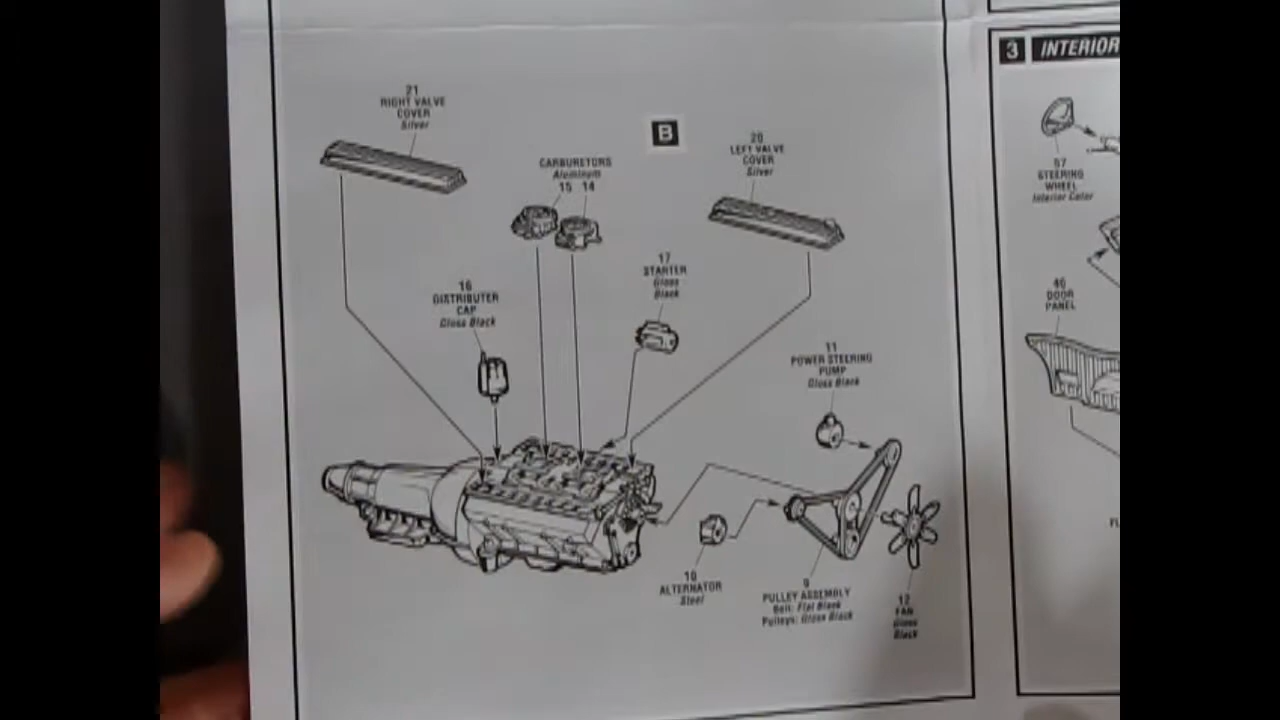 3 INTERIOR
21
RIGHT VALVE
COVER
Silver
B
20
LEFT VALVE
COVER
Silver
CARBURETORS
Aluminum
15 14
57
STEERING
WHEEL
Interior Color
17
STARTER
Gloss
Black
16
DISTRIBUTER
CAP
Gloss Black
46
DOOR
PANEL
11
POWER STEERING
PUMP
Gloss Black
10
ALTERNATOR
Steel
9
PULLEY ASSEMBLY
Belt: Flat Black
Pulleys: Gloss Black
12
FAN
Gloss
Black